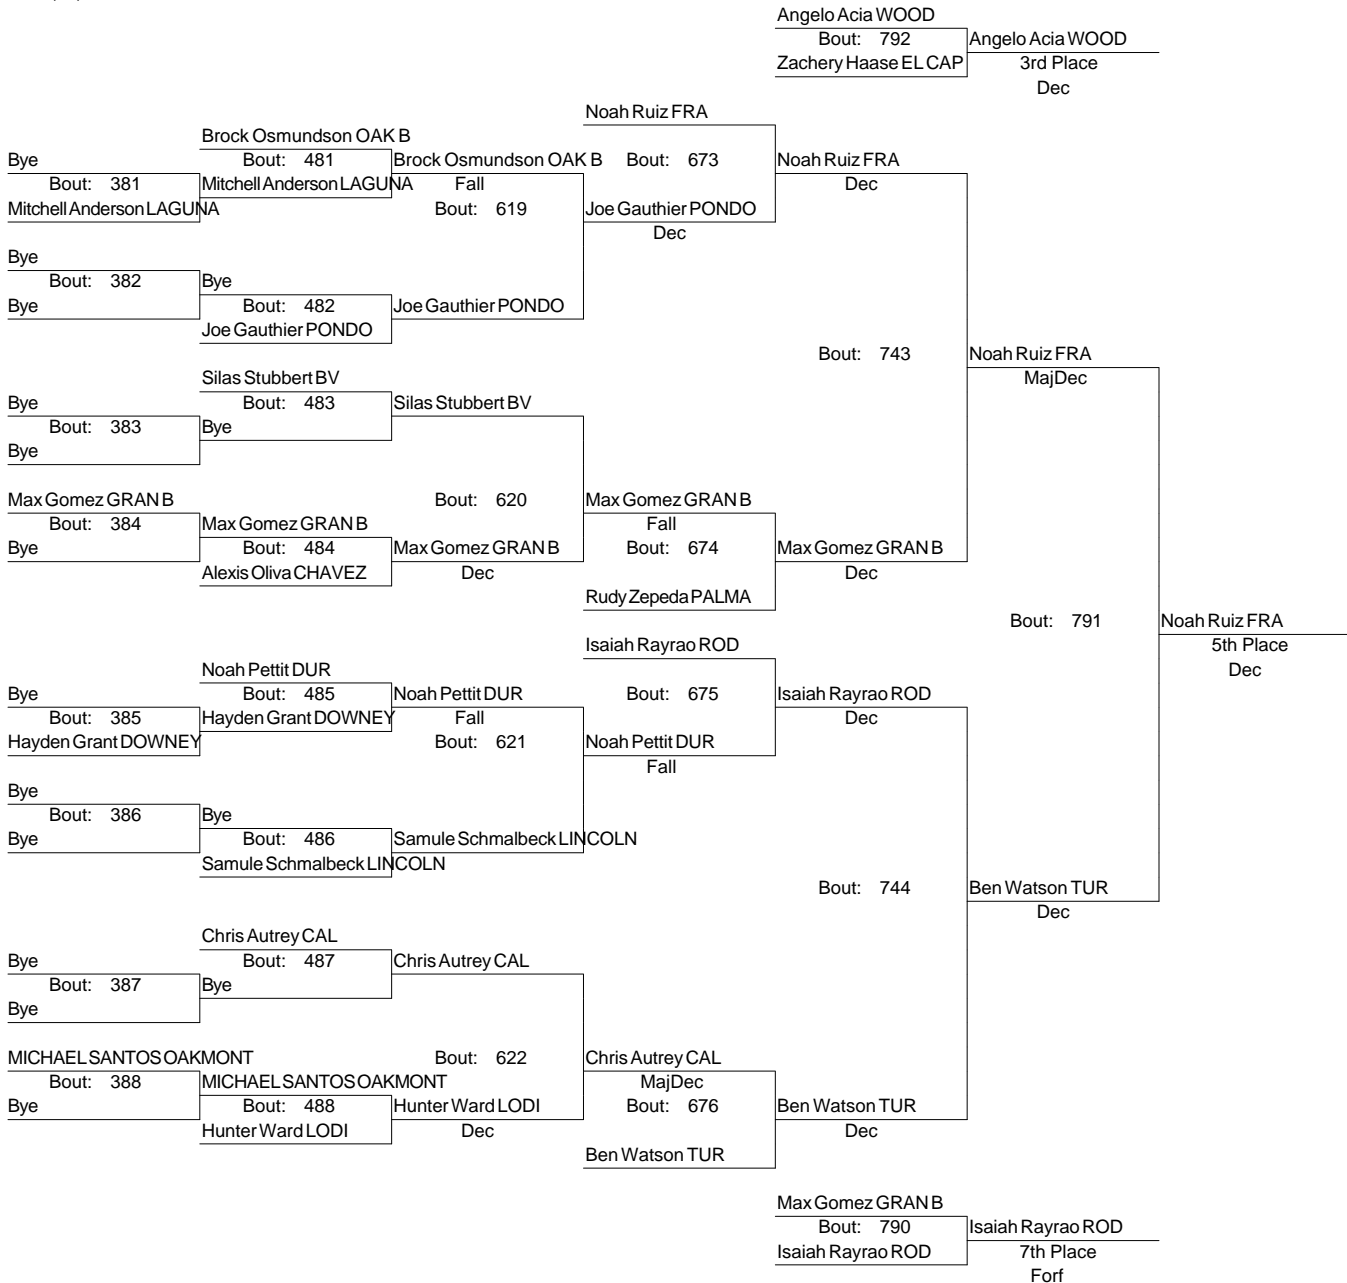 Angelo Acia WOOD
Bout: 792 Angelo Acia WOOD
Zachery Haase EL CAP 3rd Place
Dec
Noah Ruiz FRA
Brock Osmundson OAK B
Bye Bout: 481 Brock Osmundson OAK B Bout: 673 Noah Ruiz FRA
Bout: 381 Mitchell Anderson LAGUNA Fall Dec
Mitchell Anderson LAGUNA Bout: 619 Joe Gauthier PONDO
Dec
Bye
Bout: 382 Bye
Bye Bout: 482 Joe Gauthier PONDO
Joe Gauthier PONDO
Bout: 743 Noah Ruiz FRA
Silas Stubbert BV MajDec
Bye Bout: 483 Silas Stubbert BV
Bout: 383 Bye
Bye
Max Gomez GRAN B Bout: 620 Max Gomez GRAN B
Bout: 384 Max Gomez GRAN B Fall
Bye Bout: 484 Max Gomez GRAN B Bout: 674 Max Gomez GRAN B
Alexis Oliva CHAVEZ Dec Dec
Rudy Zepeda PALMA
Bout: 791 Noah Ruiz FRA
Isaiah Rayrao ROD 5th Place
Noah Pettit DUR Dec
Bye Bout: 485 Noah Pettit DUR Bout: 675 Isaiah Rayrao ROD
Bout: 385 Hayden Grant DOWNEY Fall Dec
Hayden Grant DOWNEY Bout: 621 Noah Pettit DUR
Fall
Bye
Bout: 386 Bye
Bye Bout: 486 Samule Schmalbeck LINCOLN
Samule Schmalbeck LINCOLN
Bout: 744 Ben Watson TUR
Dec
Chris Autrey CAL
Bye Bout: 487 Chris Autrey CAL
Bout: 387 Bye
Bye
MICHAEL SANTOS OAKMONT Bout: 622 Chris Autrey CAL
Bout: 388 MICHAEL SANTOS OAKMONT MajDec
Bye Bout: 488 Hunter Ward LODI Bout: 676 Ben Watson TUR
Hunter Ward LODI Dec Dec
Ben Watson TUR
Max Gomez GRAN B
Bout: 790 Isaiah Rayrao ROD
Isaiah Rayrao ROD 7th Place
Forf